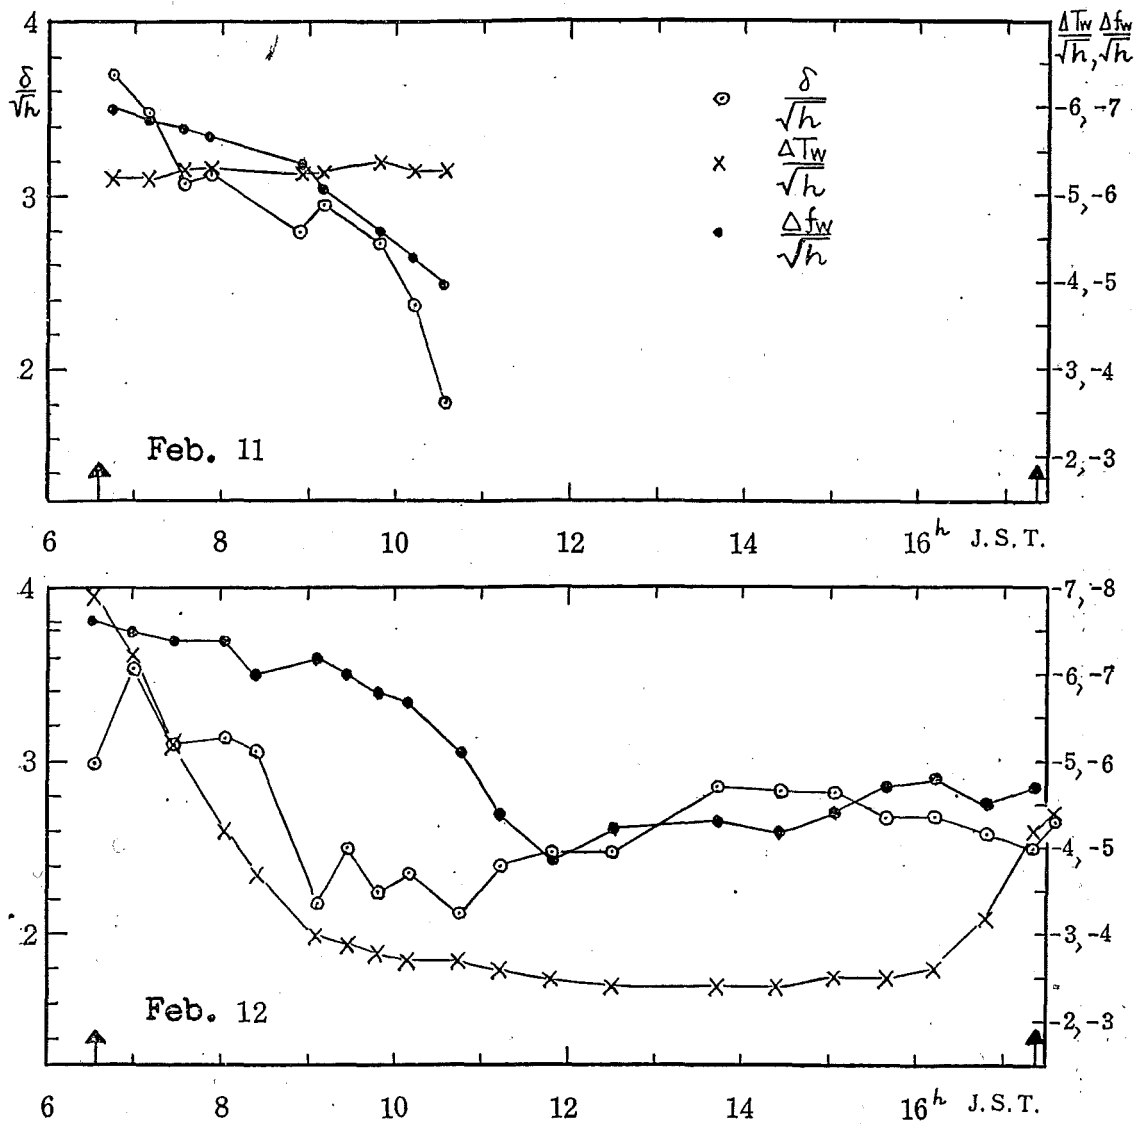 4
δ/√h
3
2
ΔTw/√h, Δfw/√h
-6, -7
-5, -6
-4, -5
-3, -4
-2, -3
⊙ δ/√h
× ΔTw/√h
• Δfw/√h
Feb. 11
6 8 10 12 14 16ʰ J.S.T.
4
3
2
-7, -8
-6, -7
-5, -6
-4, -5
-3, -4
-2, -3
Feb. 12
6 8 10 12 14 16ʰ J.S.T.